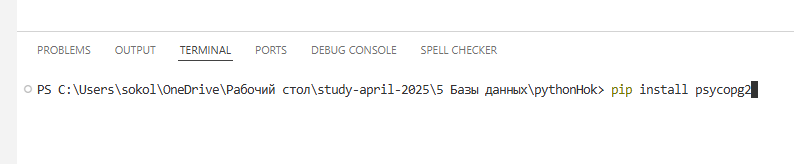 PROBLEMS OUTPUT TERMINAL PORTS DEBUG CONSOLE SPELL CHECKER
PS C:\Users\sokol\OneDrive\Рабочий стол\study-april-2025\5 Базы данных\pythonHok> pip install psycopg2